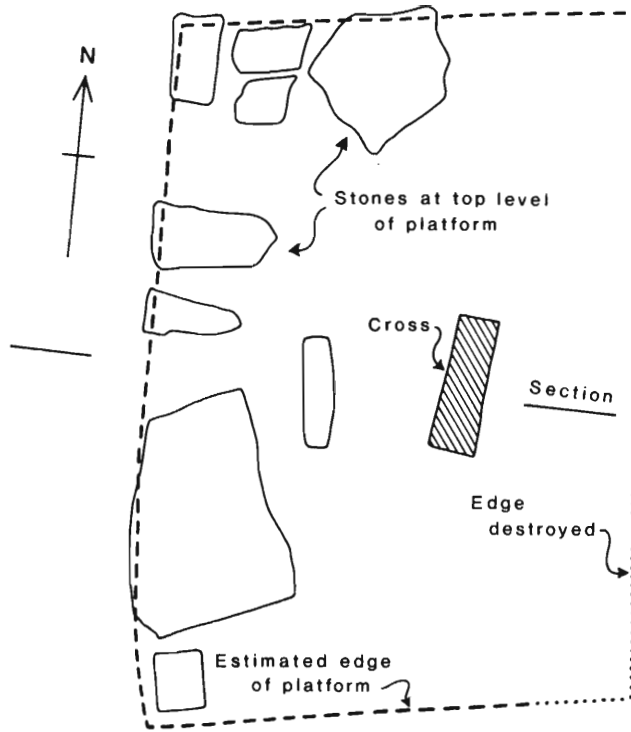 N
Stones at top level
of platform
Cross
Section
Edge
destroyed
Estimated edge
of platform